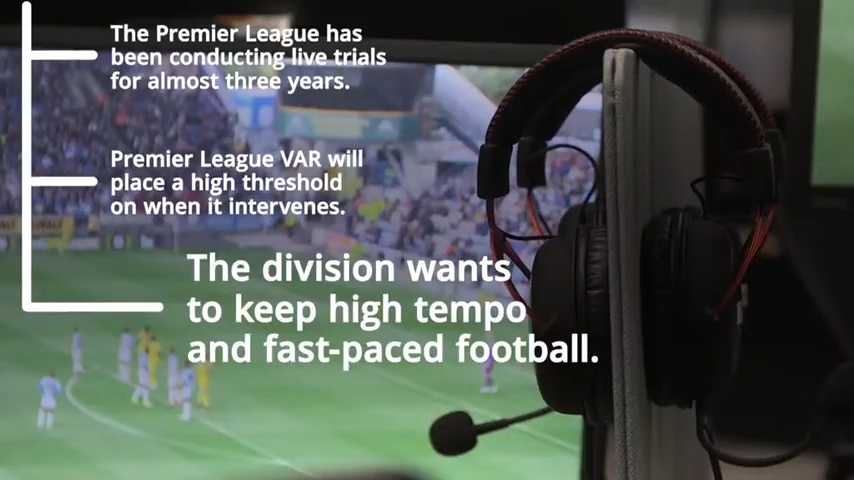 The Premier League has
been conducting live trials
for almost three years.
Premier League VAR will
place a high threshold
on when it intervenes.
The division wants
to keep high tempo
and fast-paced football.